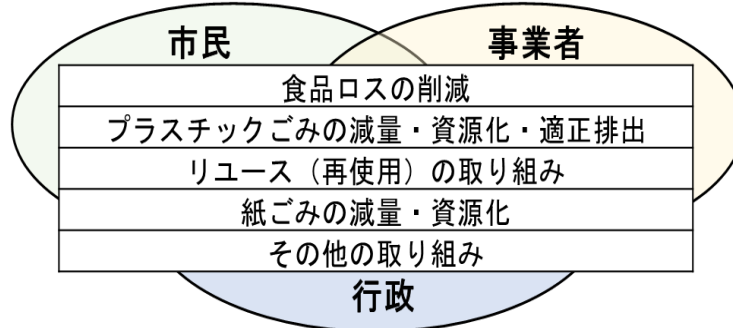 市民
事業者
食品ロスの削減
プラスチックごみの減量・資源化・適正排出
リユース（再使用）の取り組み
紙ごみの減量・資源化
その他の取り組み
行政